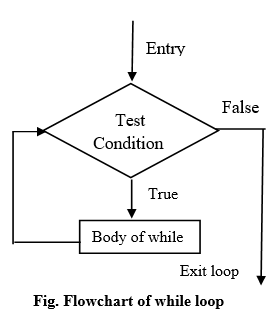 Entry
False
Test
Condition
True
Body of while
Exit loop
Fig. Flowchart of while loop